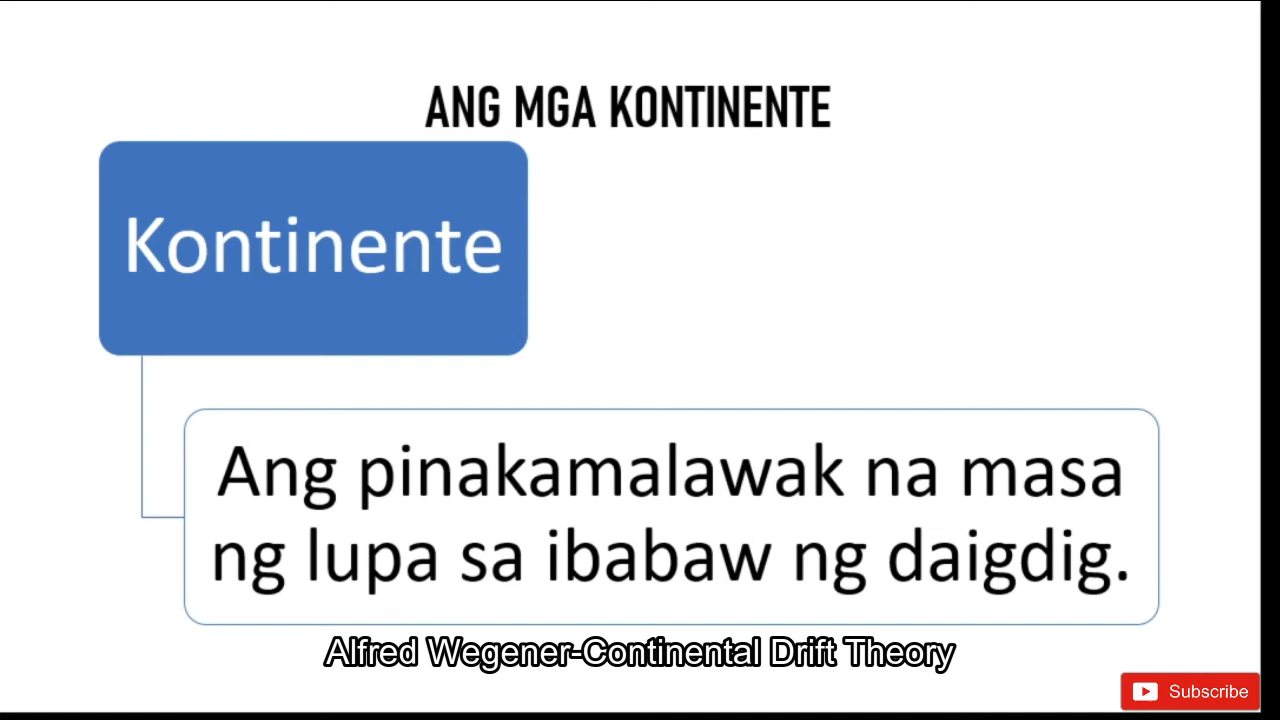 ANG MGA KONTINENTE
Kontinente
Ang pinakamalawak na masa
ng lupa sa ibabaw ng daigdig.
Alfred Wegener-Continental Drift Theory
Subscribe